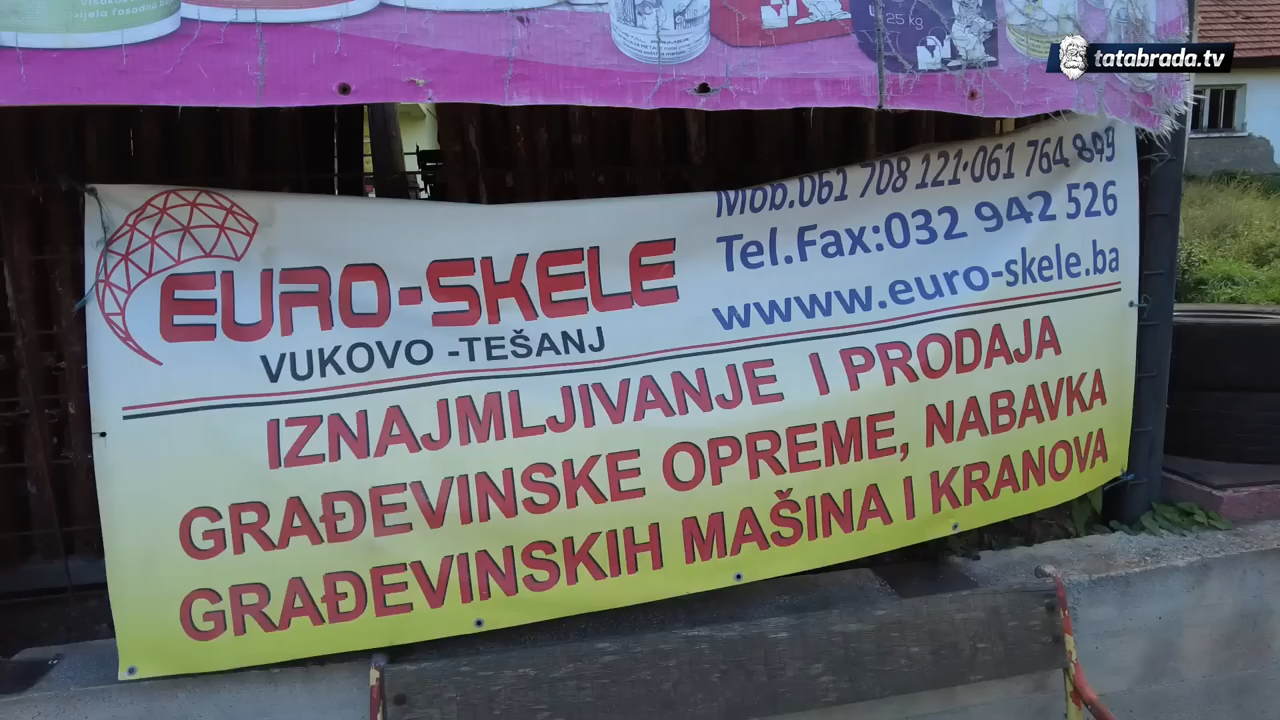 25 kg
tatabrada.tv
Mob.061 708 121·061 764 849
Tel.Fax:032 942 526
www.euro-skele.ba
EURO-SKELE
VUKOVO -TEŠANJ
IZNAJMLJIVANJE I PRODAJA
GRAĐEVINSKE OPREME, NABAVKA
GRAĐEVINSKIH MAŠINA I KRANOVA